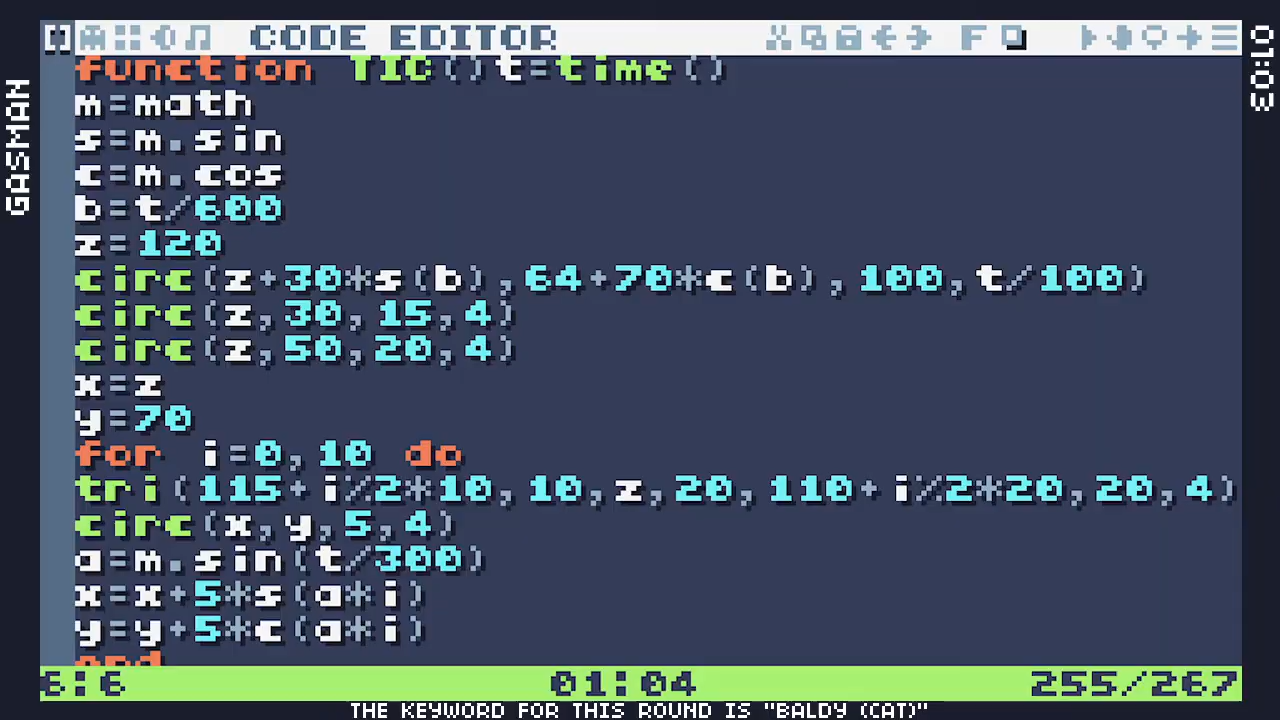 CODE EDITOR
GASMAN
01:03
function TIC()t=time()
m=math
s=m.sin
c=m.cos
b=t/600
z=120
circ(z+30*s(b),64+70*c(b),100,t/100)
circ(z,30,15,4)
circ(z,50,20,4)
x=z
y=70
for i=0,10 do
tri(115+i%2*10,10,z,20,110+i%2*20,20,4)
circ(x,y,5,4)
a=m.sin(t/300)
x=x+5*s(a*i)
y=y+5*c(a*i)
end
6:6 01:04 255/267
THE KEYWORD FOR THIS ROUND IS "BALDY (CAT)"